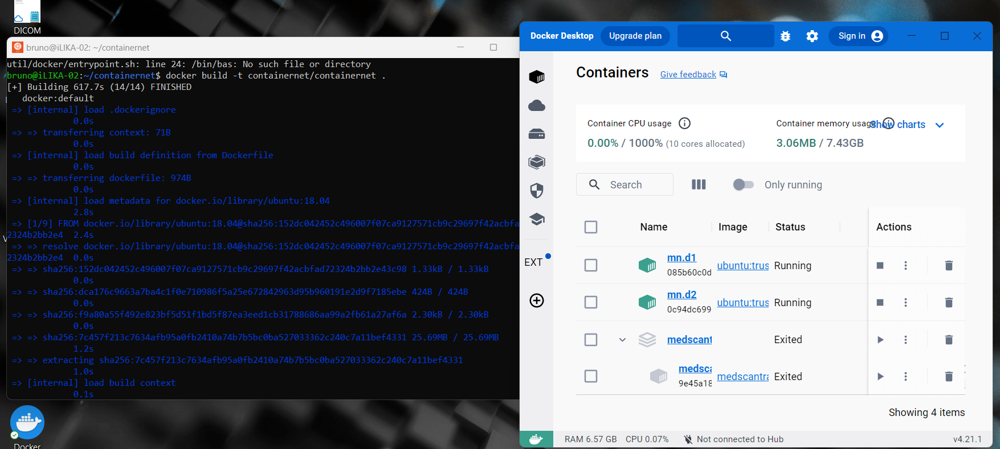 DICOM
bruno@iLIKA-02: ~/containernet
util/docker/entrypoint.sh: line 24: /bin/bas: No such file or directory
bruno@iLIKA-02:~/containernet$ docker build -t containernet/containernet .
[+] Building 617.7s (14/14) FINISHED
docker:default
=> [internal] load .dockerignore
0.0s
=> => transferring context: 71B
0.0s
=> [internal] load build definition from Dockerfile
0.0s
=> => transferring dockerfile: 974B
0.0s
=> [internal] load metadata for docker.io/library/ubuntu:18.04
2.8s
=> [1/9] FROM docker.io/library/ubuntu:18.04@sha256:152dc042452c496007f07ca9127571cb9c29697f42acbfa
2324b2bb2e4  2.4s
=> => resolve docker.io/library/ubuntu:18.04@sha256:152dc042452c496007f07ca9127571cb9c29697f42acbfa
2324b2bb2e4  0.0s
=> => sha256:152dc042452c496007f07ca9127571cb9c29697f42acbfad72324b2bb2e43c98 1.33kB / 1.33kB
0.0s
=> => sha256:dca176c9663a7ba4c1f0e710986f5a25e672842963d95b960191e2d9f7185ebe 424B / 424B
0.0s
=> => sha256:f9a80a55f492e823bf5d51f1bd5f87ea3eed1cb31788686aa99a2fb61a27af6a 2.30kB / 2.30kB
0.0s
=> => sha256:7c457f213c7634afb95a0fb2410a74b7b5bc0ba527033362c240c7a11bef4331 25.69MB / 25.69MB
1.2s
=> => extracting sha256:7c457f213c7634afb95a0fb2410a74b7b5bc0ba527033362c240c7a11bef4331
1.0s
=> [internal] load build context
0.1s
Docker
Docker Desktop
Upgrade plan
Sign in
Containers
Give feedback
Container CPU usage
0.00% / 1000% (10 cores allocated)
Container memory usage
3.06MB / 7.43GB
Show charts
Search
Only running
EXT
Name Image Status Actions
mn.d1
085b60c0d
ubuntu:trus
Running
mn.d2
0c94dc699
ubuntu:trus
Running
medscant
Exited
medsca
9e45a18
medscantra
Exited
Showing 4 items
RAM 6.57 GB CPU 0.07% Not connected to Hub v4.21.1